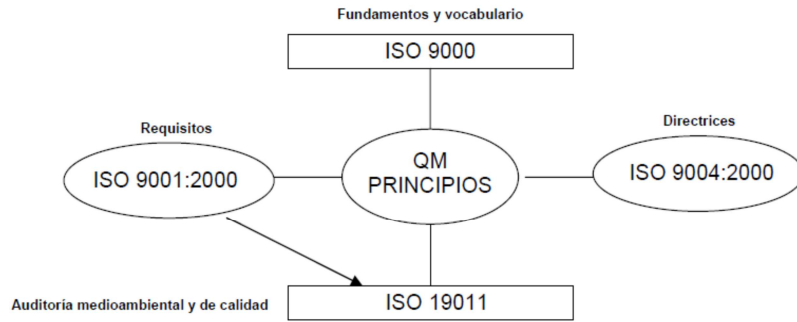 Fundamentos y vocabulario
ISO 9000
Requisitos
Directrices
ISO 9001:2000
QM
PRINCIPIOS
ISO 9004:2000
Auditoría medioambiental y de calidad
ISO 19011